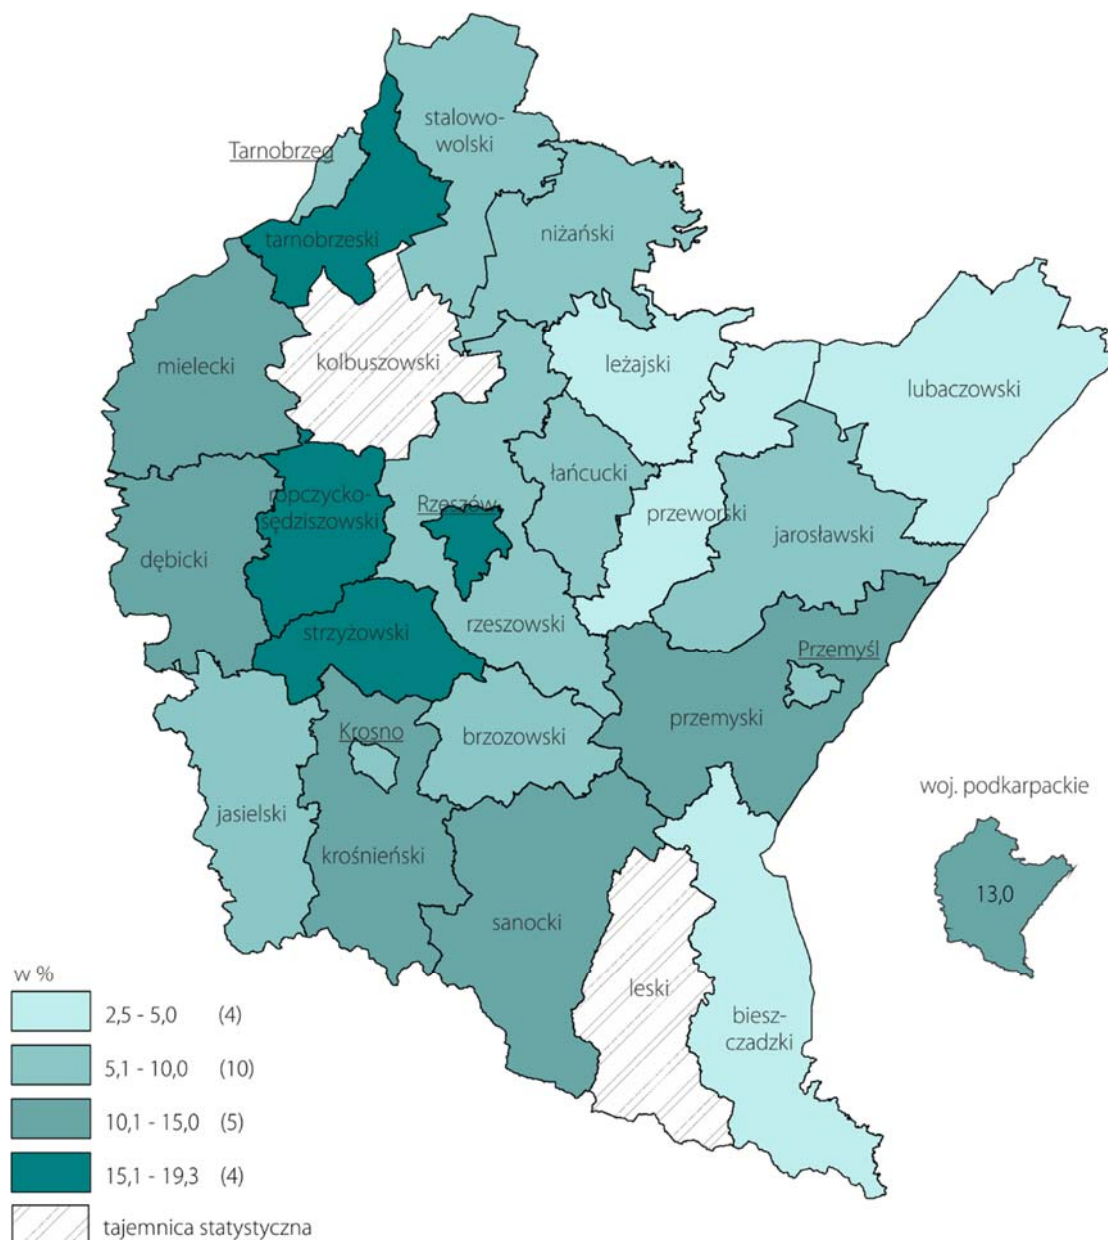 stalowo-
wolski
Tarnobrzeg
tarnobrzeski
niżański
mielecki
kolbuszowski
leżajski
lubaczowski
ropczycko-
sędziszowski
Rzeszów
łańcucki
przeworski
jarosławski
dębicki
strzyżowski
rzeszowski
Przemyśl
Krosno
brzozowski
przemyski
jasielski
krośnieński
sanocki
leski
biesz-
czadzki
woj. podkarpackie
13,0
w %
2,5 - 5,0 (4)
5,1 - 10,0 (10)
10,1 - 15,0 (5)
15,1 - 19,3 (4)
tajemnica statystyczna